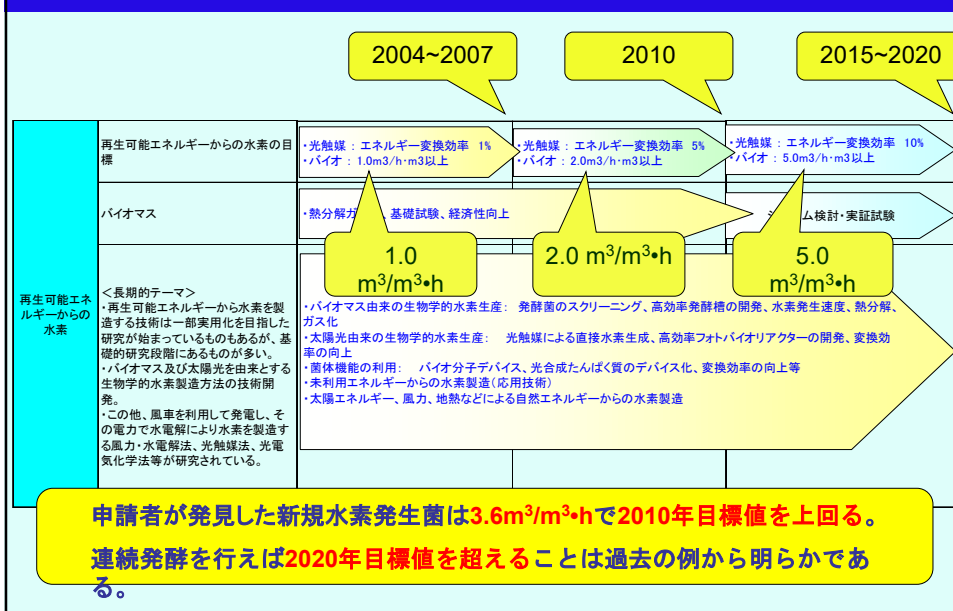 2004~2007
2010
2015~2020
再生可能エネルギーからの水素
再生可能エネルギーからの水素の目
標
・光触媒：エネルギー変換効率 1%
・バイオ：1.0m3/h・m3以上
・光触媒：エネルギー変換効率 5%
・バイオ：2.0m3/h・m3以上
・光触媒：エネルギー変換効率 10%
・バイオ：5.0m3/h・m3以上
バイオマス
・熱分解ガ、基礎試験、経済性向上
ム検討・実証試験
1.0
m³/m³•h
2.0 m³/m³•h
5.0
m³/m³•h
＜長期的テーマ＞
・再生可能エネルギーから水素を製
造する技術は一部実用化を目指した
研究が始まっているものもあるが、基
礎的研究段階にあるものが多い。
・バイオマス及び太陽光を由来とする
生物学的水素製造方法の技術開
発。
・この他、風車を利用して発電し、そ
の電力で水電解により水素を製造す
る風力・水電解法、光触媒法、光電
気化学法等が研究されている。
・バイオマス由来の生物学的水素生産： 発酵菌のスクリーニング、高効率発酵槽の開発、水素発生速度、熱分解、
ガス化
・太陽光由来の生物学的水素生産： 光触媒による直接水素生成、高効率フォトバイオリアクターの開発、変換効
率の向上
・菌体機能の利用： バイオ分子デバイス、光合成たんぱく質のデバイス化、変換効率の向上等
・未利用エネルギーからの水素製造（応用技術）
・太陽エネルギー、風力、地熱などによる自然エネルギーからの水素製造
申請者が発見した新規水素発生菌は3.6m³/m³•hで2010年目標値を上回る。
連続発酵を行えば2020年目標値を超えることは過去の例から明らかであ
る。